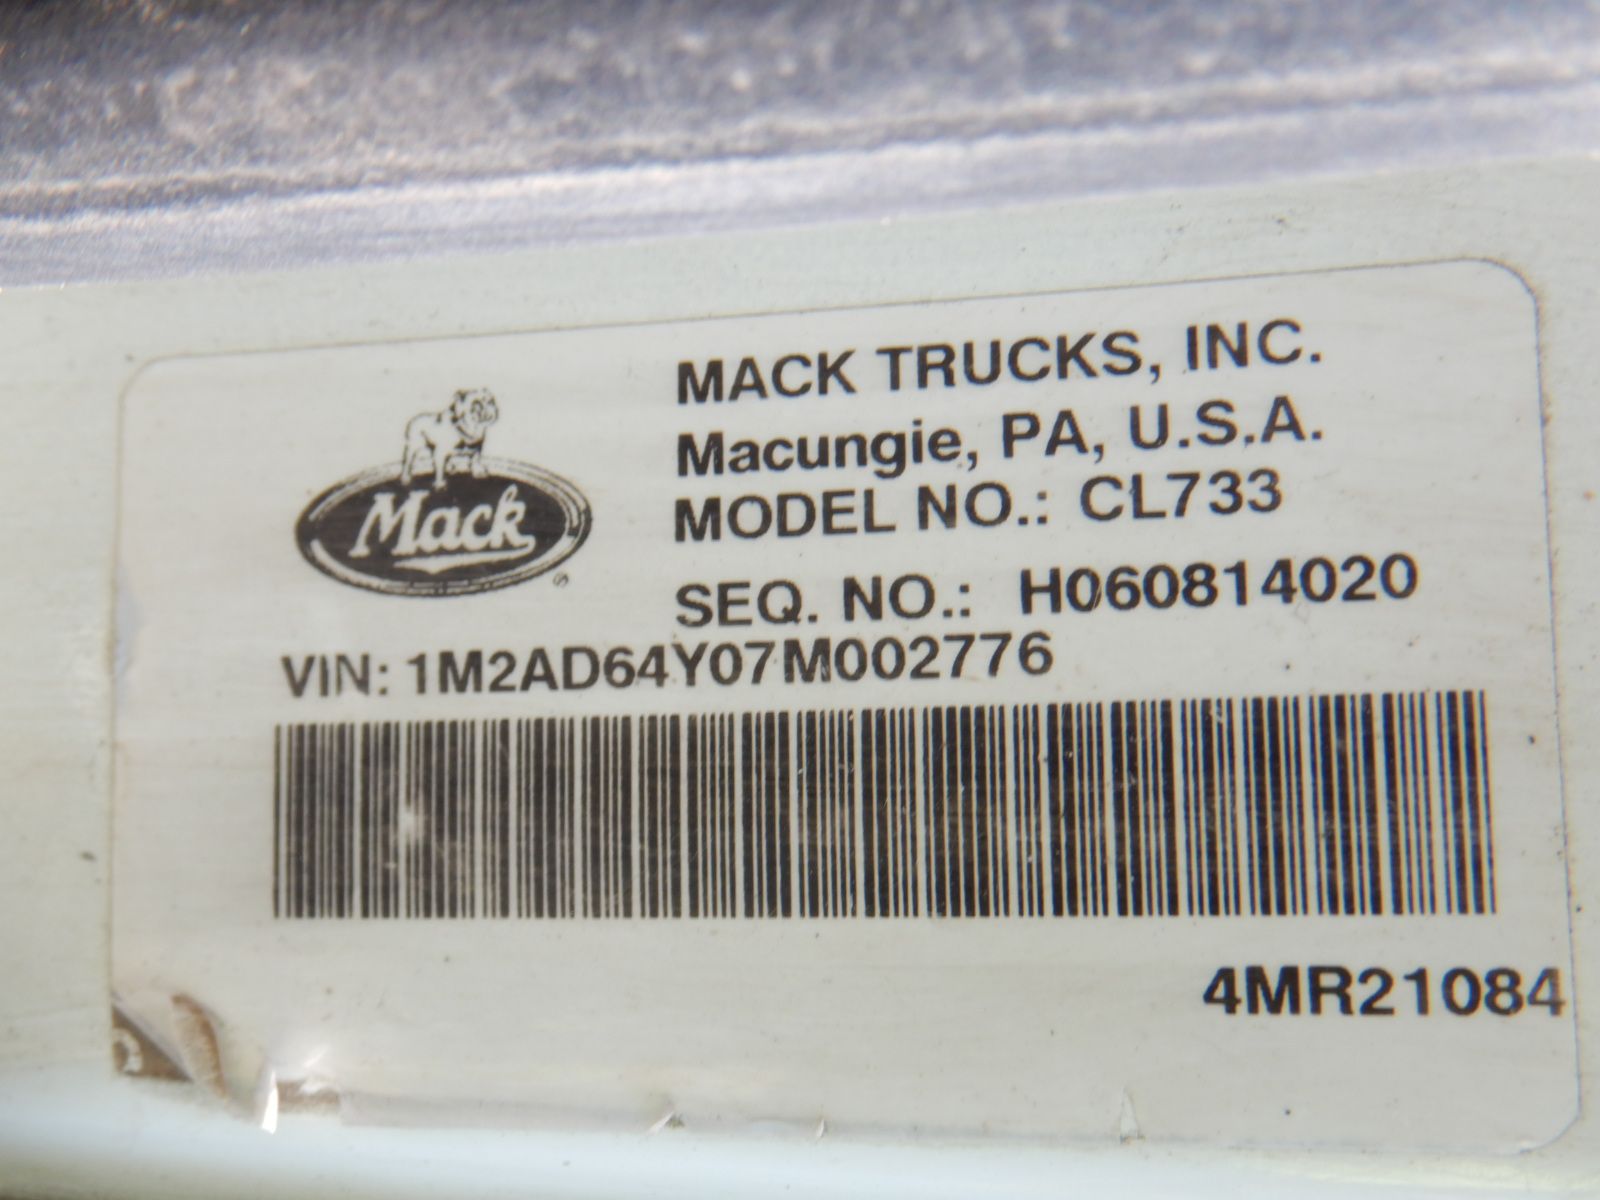 MACK TRUCKS, INC.
Macungie, PA, U.S.A.
Mack
MODEL NO.: CL733
SEQ. NO.: H060814020
VIN: 1M2AD64Y07M002776
4MR21084